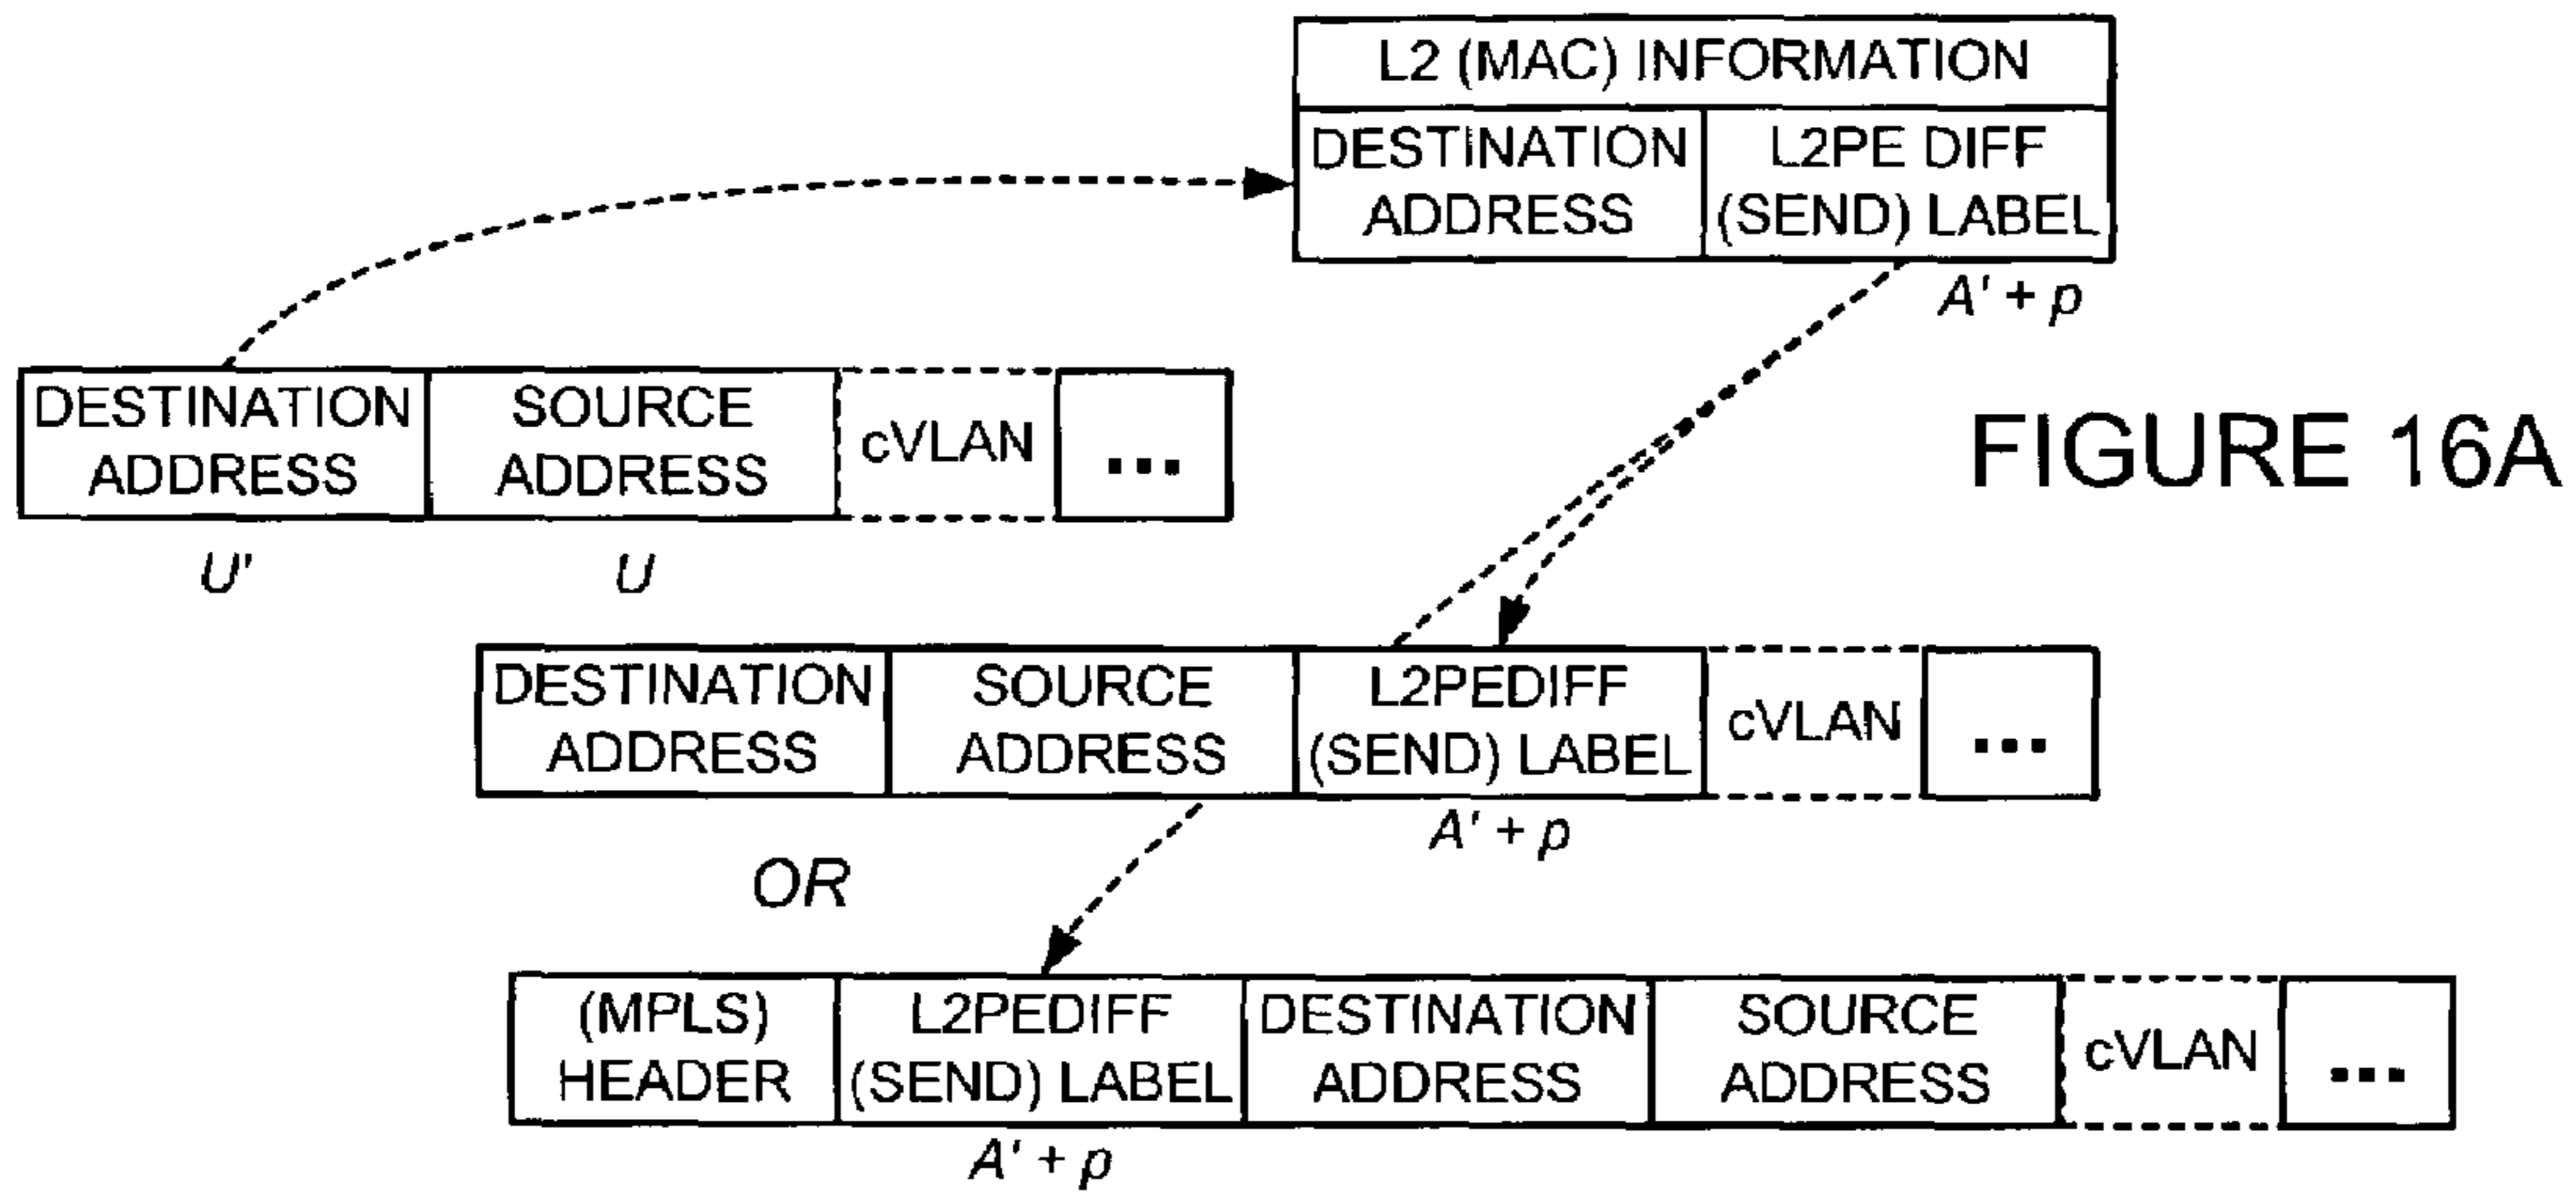 L2 (MAC) INFORMATION
DESTINATION
ADDRESS
L2PE DIFF
(SEND) LABEL
A' + p
DESTINATION
ADDRESS
SOURCE
ADDRESS
cVLAN
...
U'
U
FIGURE 16A
DESTINATION
ADDRESS
SOURCE
ADDRESS
L2PEDIFF
(SEND) LABEL
cVLAN
...
A' + p
OR
(MPLS)
HEADER
L2PEDIFF
(SEND) LABEL
DESTINATION
ADDRESS
SOURCE
ADDRESS
cVLAN
...
A' + p